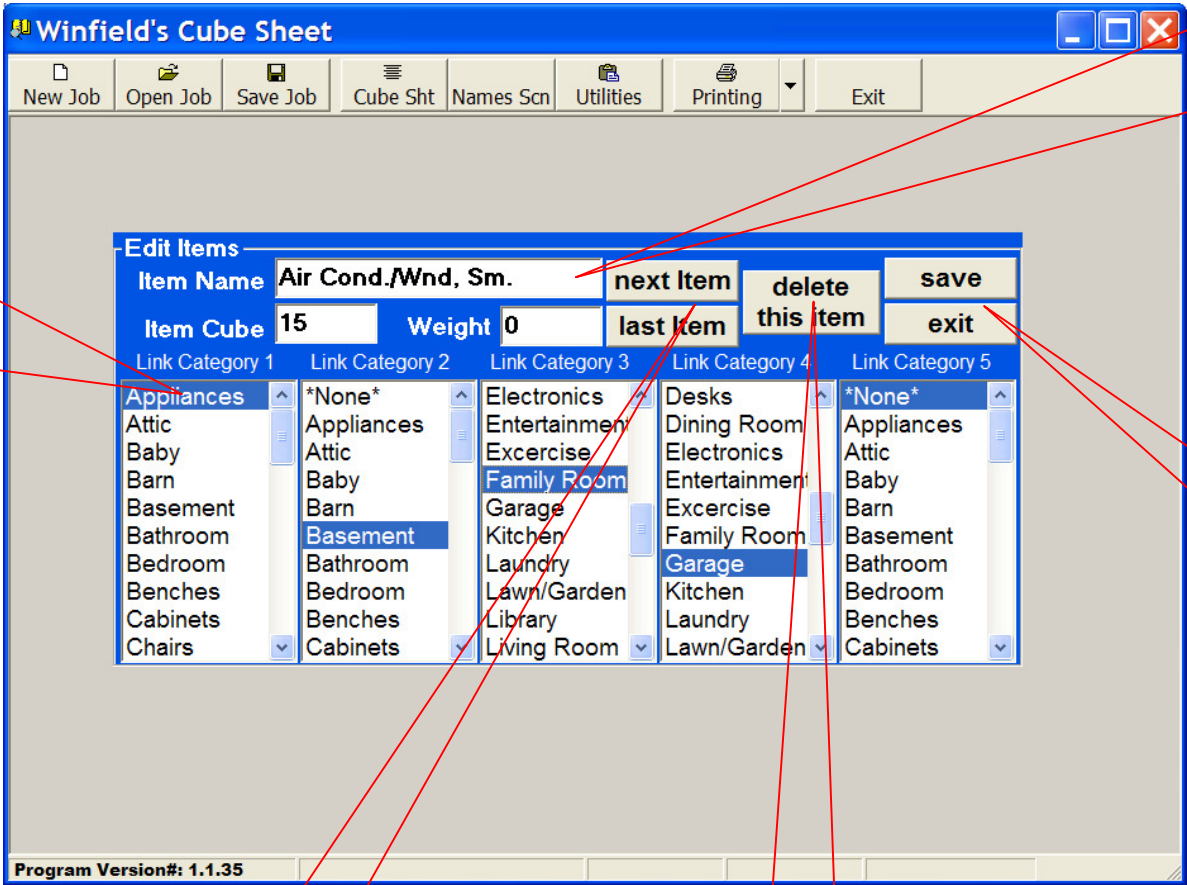 Winfield's Cube Sheet
New Job Open Job Save Job Cube Sht Names Scn Utilities Printing Exit
Edit Items
Item Name Air Cond./Wnd, Sm. next Item delete this item save
Item Cube 15 Weight 0 last Item exit
Link Category 1 Link Category 2 Link Category 3 Link Category 4 Link Category 5
Appliances *None* Electronics Desks *None*
Attic Appliances Entertainment Dining Room Appliances
Baby Attic Excercise Electronics Attic
Barn Baby Family Room Entertainment Baby
Basement Barn Garage Excercise Barn
Bathroom Basement Kitchen Family Room Basement
Bedroom Bathroom Laundry Garage Bathroom
Benches Bedroom Lawn/Garden Kitchen Bedroom
Cabinets Benches Library Laundry Benches
Chairs Cabinets Living Room Lawn/Garden Cabinets
Program Version#: 1.1.35